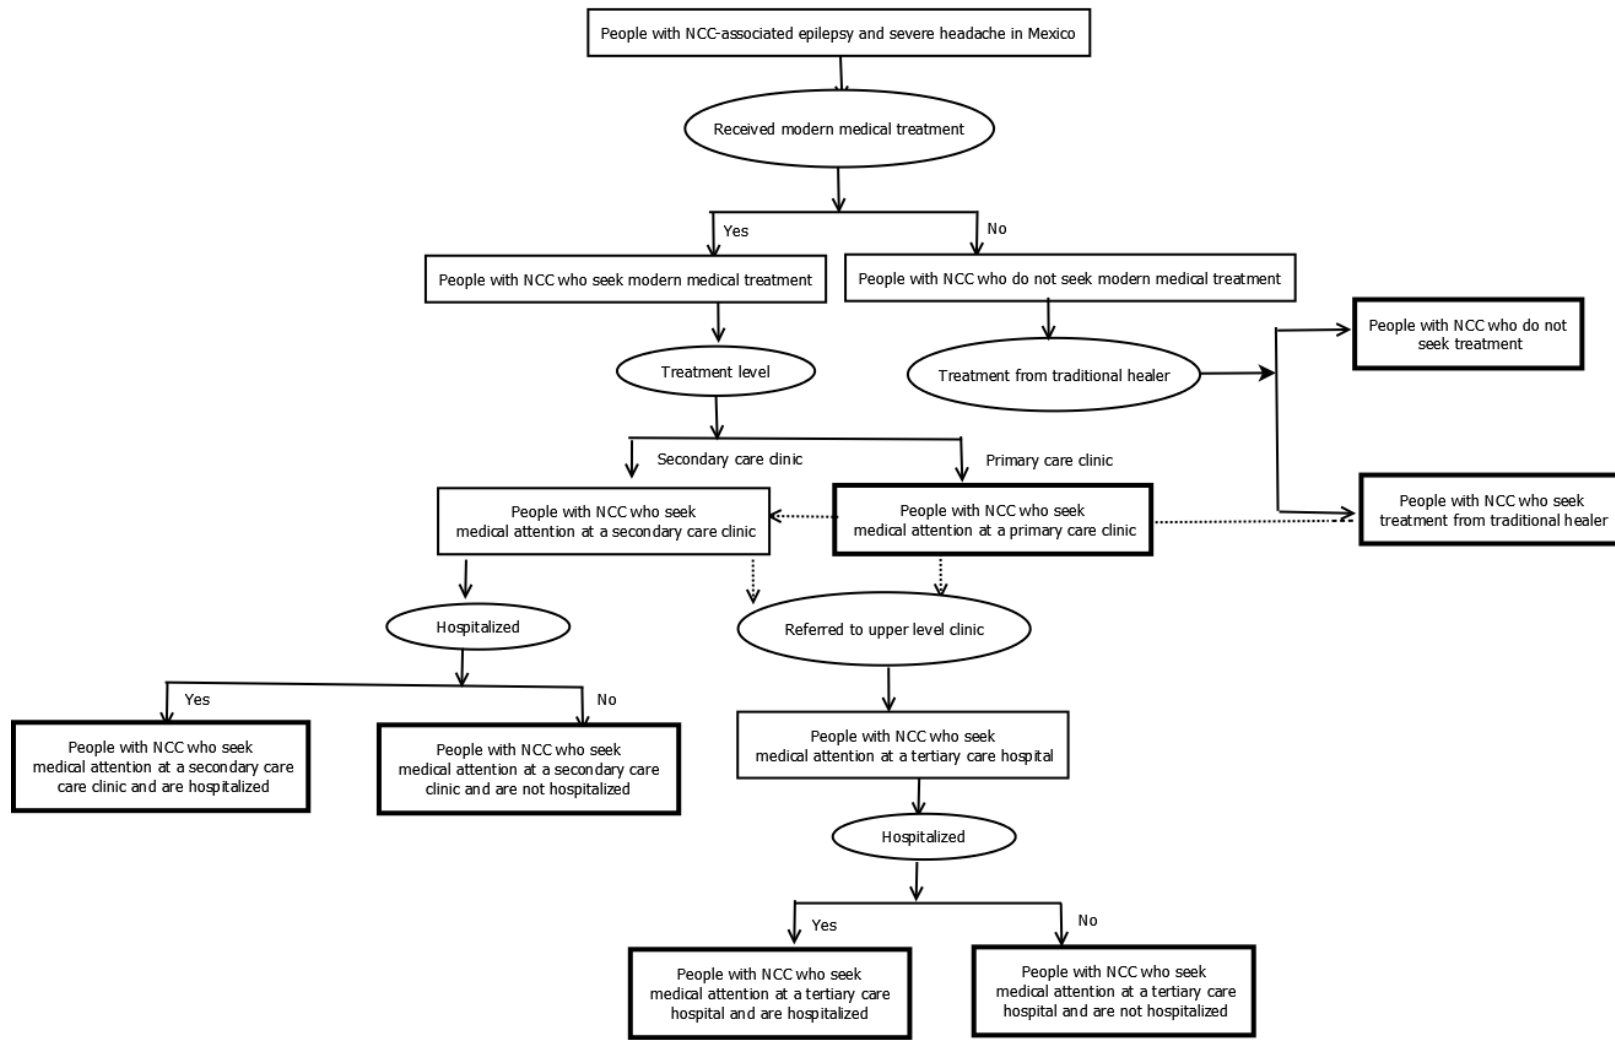 People with NCC-associated epilepsy and severe headache in Mexico
Received modern medical treatment
Yes
No
People with NCC who seek modern medical treatment
People with NCC who do not seek modern medical treatment
People with NCC who do not
seek treatment
Treatment level
Treatment from traditional healer
Secondary care clinic
Primary care clinic
People with NCC who seek
medical attention at a secondary care clinic
People with NCC who seek
medical attention at a primary care clinic
People with NCC who seek
treatment from traditional healer
Hospitalized
Referred to upper level clinic
Yes
No
People with NCC who seek
medical attention at a secondary care
care clinic and are hospitalized
People with NCC who seek
medical attention at a secondary care
clinic and are not hospitalized
People with NCC who seek
medical attention at a tertiary care hospital
Hospitalized
Yes
No
People with NCC who seek
medical attention at a tertiary care
hospital and are hospitalized
People with NCC who seek
medical attention at a tertiary care
hospital and are not hospitalized